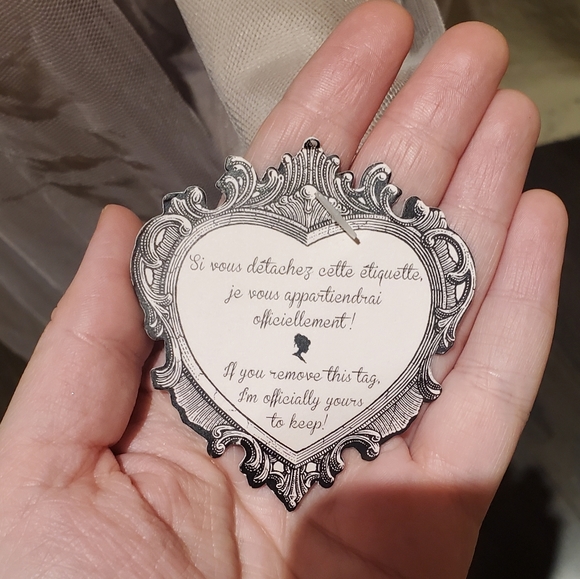 Si vous détachez cette étiquette,
je vous appartiendrai
officiellement!
If you remove this tag,
I'm officially yours
to keep!